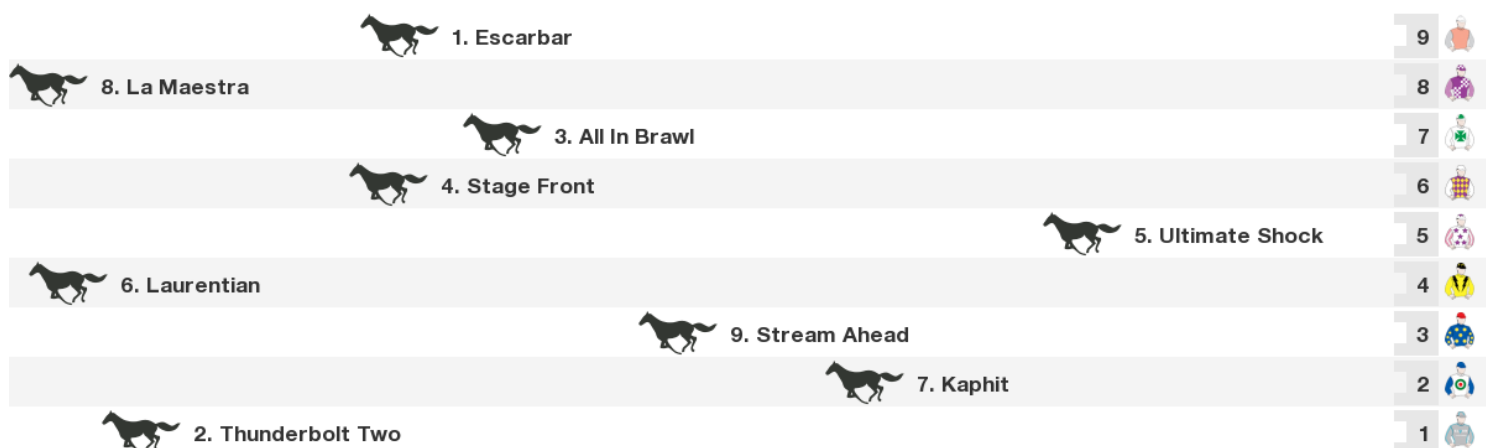 1. Escarbar 9
8. La Maestra 8
3. All In Brawl 7
4. Stage Front 6
5. Ultimate Shock 5
6. Laurentian 4
9. Stream Ahead 3
7. Kaphit 2
2. Thunderbolt Two 1